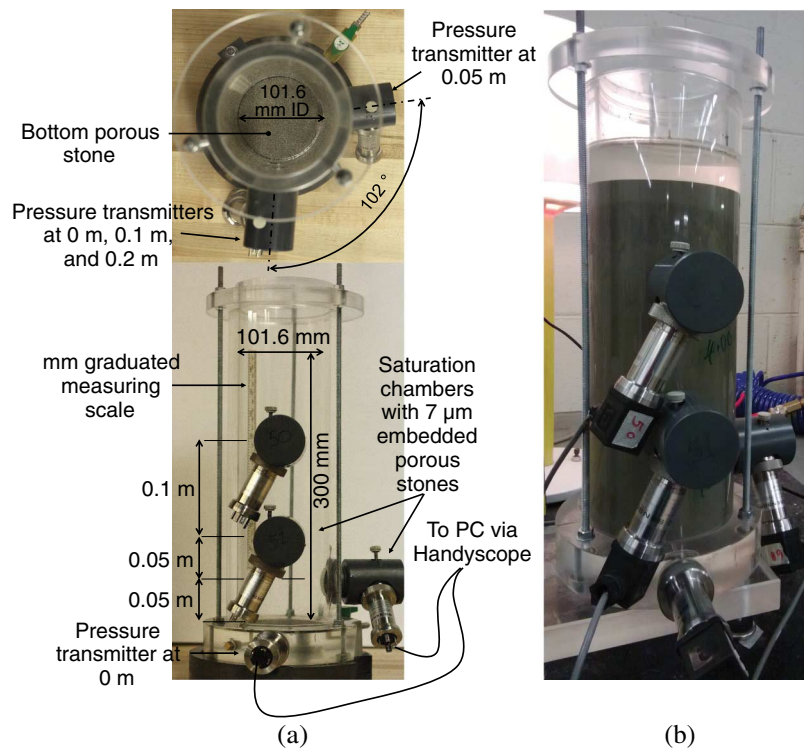 Pressure
transmitter at
0.05 m
101.6
mm ID
Bottom porous
stone
102 °
Pressure transmitters
at 0 m, 0.1 m,
and 0.2 m
101.6 mm
mm graduated
measuring
scale
Saturation
chambers
with 7 µm
embedded
porous
stones
300 mm
0.1 m
0.05 m
0.05 m
To PC via
Handyscope
Pressure
transmitter at
0 m
50
(a)
(b)